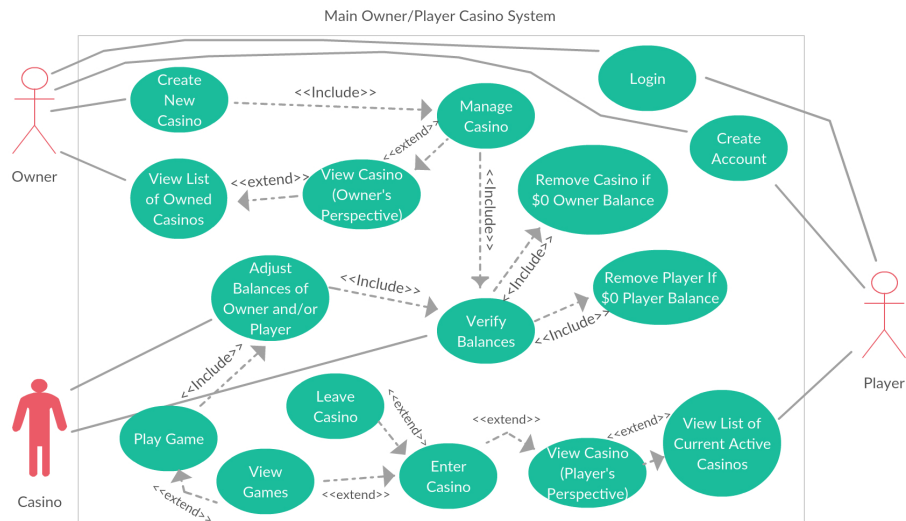 Main Owner/Player Casino System
Login
Create
New
Casino
<<Include>>
Manage
Casino
Create
Account
Owner
<<extend>>
View List
of Owned
Casinos
<<extend>>
View Casino
(Owner's
Perspective)
<<Include>>
Remove Casino if
$0 Owner Balance
<<Include>>
Adjust
Balances of
Owner and/or
Player
<<Include>>
Verify
Balances
Remove Player If
$0 Player Balance
<<Include>>
Player
<<Include>>
Leave
Casino
<<extend>>
<<extend>>
<<extend>>
View List of
Current Active
Casinos
Play Game
View
Games
<<extend>>
Enter
Casino
View Casino
(Player's
Perspective)
Casino
<<extend>>